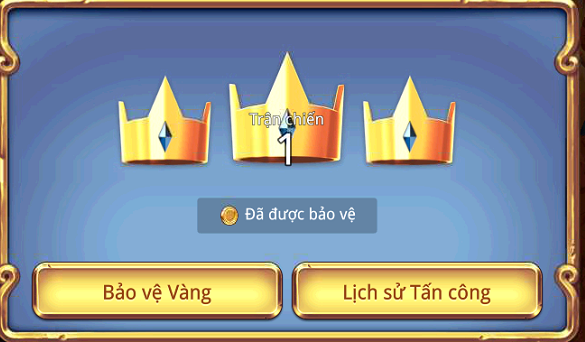 Trận chiến
1
Đã được bảo vệ
Bảo vệ Vàng
Lịch sử Tấn công